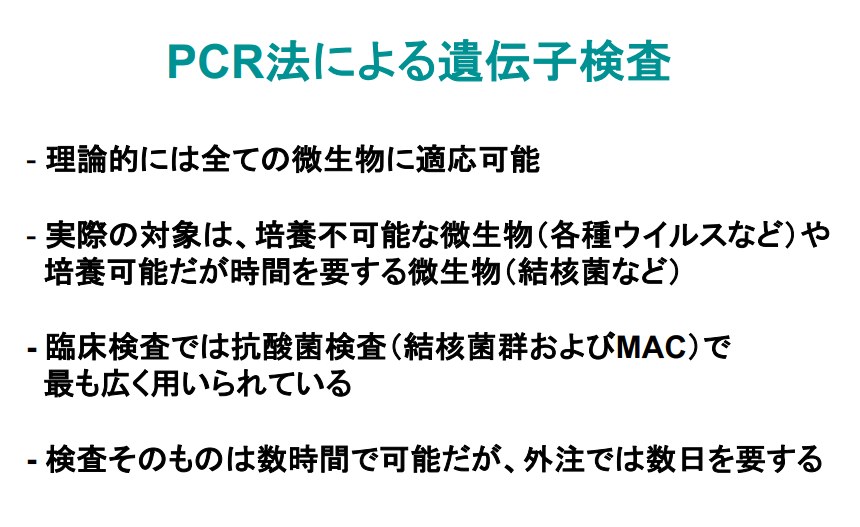 PCR法による遺伝子検査
- 理論的には全ての微生物に適応可能
- 実際の対象は、培養不可能な微生物（各種ウイルスなど）や
培養可能だが時間を要する微生物（結核菌など）
- 臨床検査では抗酸菌検査（結核菌群およびMAC）で
最も広く用いられている
- 検査そのものは数時間で可能だが、外注では数日を要する